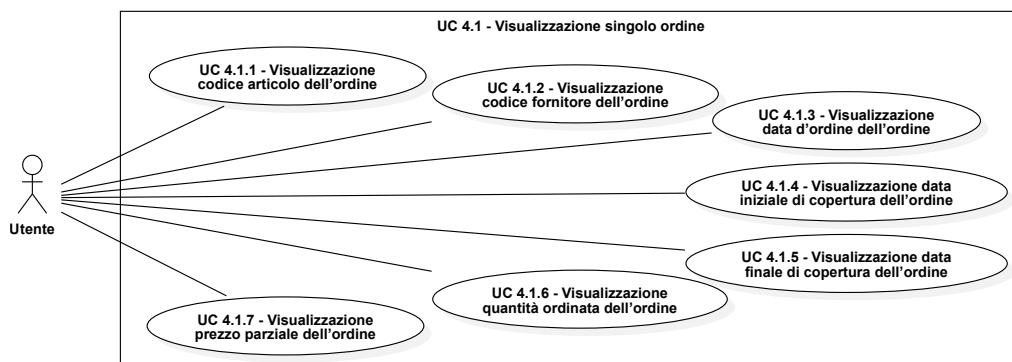 UC 4.1 - Visualizzazione singolo ordine
UC 4.1.1 - Visualizzazione
codice articolo dell'ordine
UC 4.1.2 - Visualizzazione
codice fornitore dell'ordine
UC 4.1.3 - Visualizzazione
data d'ordine dell'ordine
UC 4.1.4 - Visualizzazione data
iniziale di copertura dell'ordine
Utente
UC 4.1.5 - Visualizzazione data
finale di copertura dell'ordine
UC 4.1.6 - Visualizzazione
quantità ordinata dell'ordine
UC 4.1.7 - Visualizzazione
prezzo parziale dell'ordine